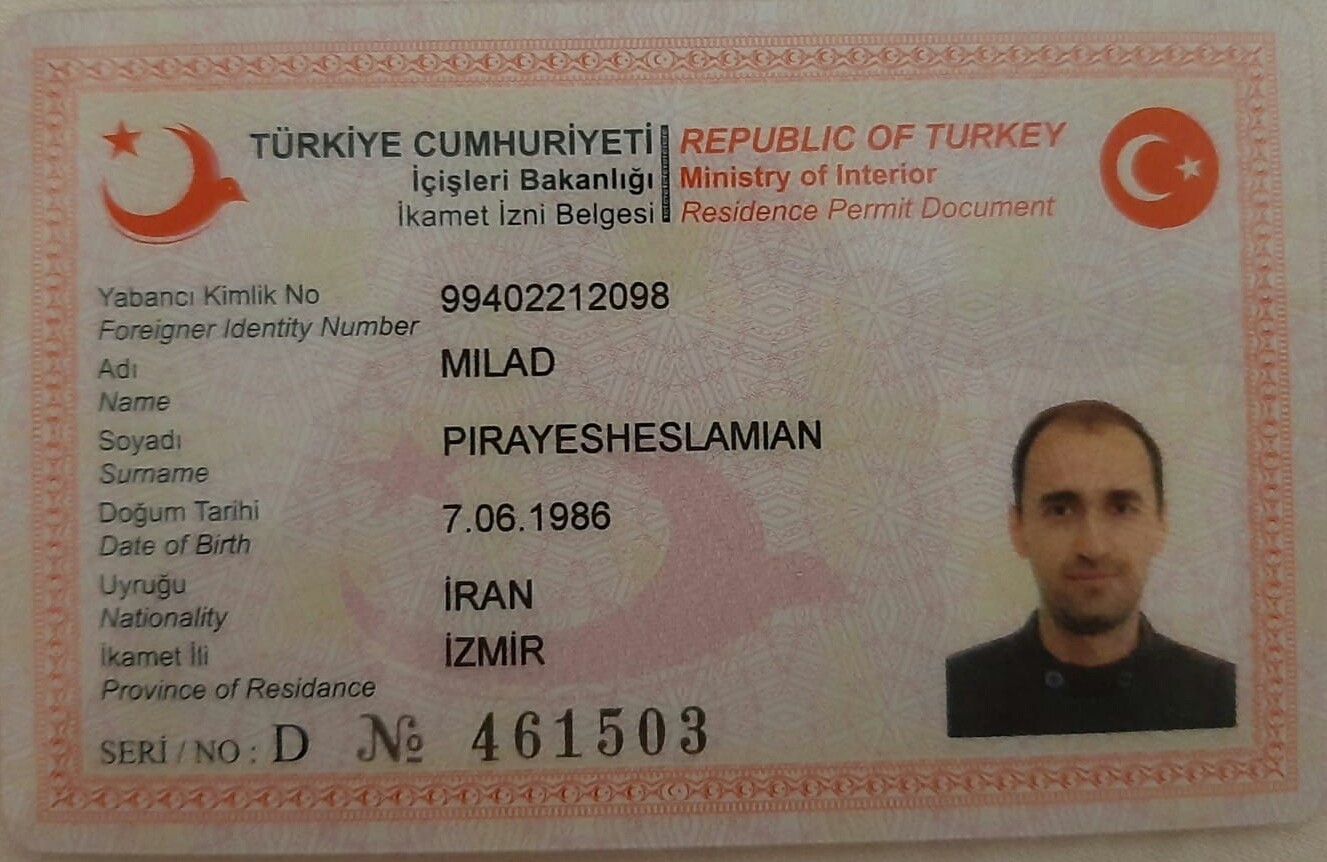 TÜRKİYE CUMHURİYETİ REPUBLIC OF TURKEY
İçişleri Bakanlığı Ministry of Interior
İkamet İzni Belgesi Residence Permit Document
Yabancı Kimlik No 99402212098
Foreigner Identity Number
Adı MILAD
Name
Soyadı PIRAYESHESLAMIAN
Surname
Doğum Tarihi 7.06.1986
Date of Birth
Uyruğu İRAN
Nationality
İkamet İli İZMİR
Province of Residance
SERİ / NO : D № 461503